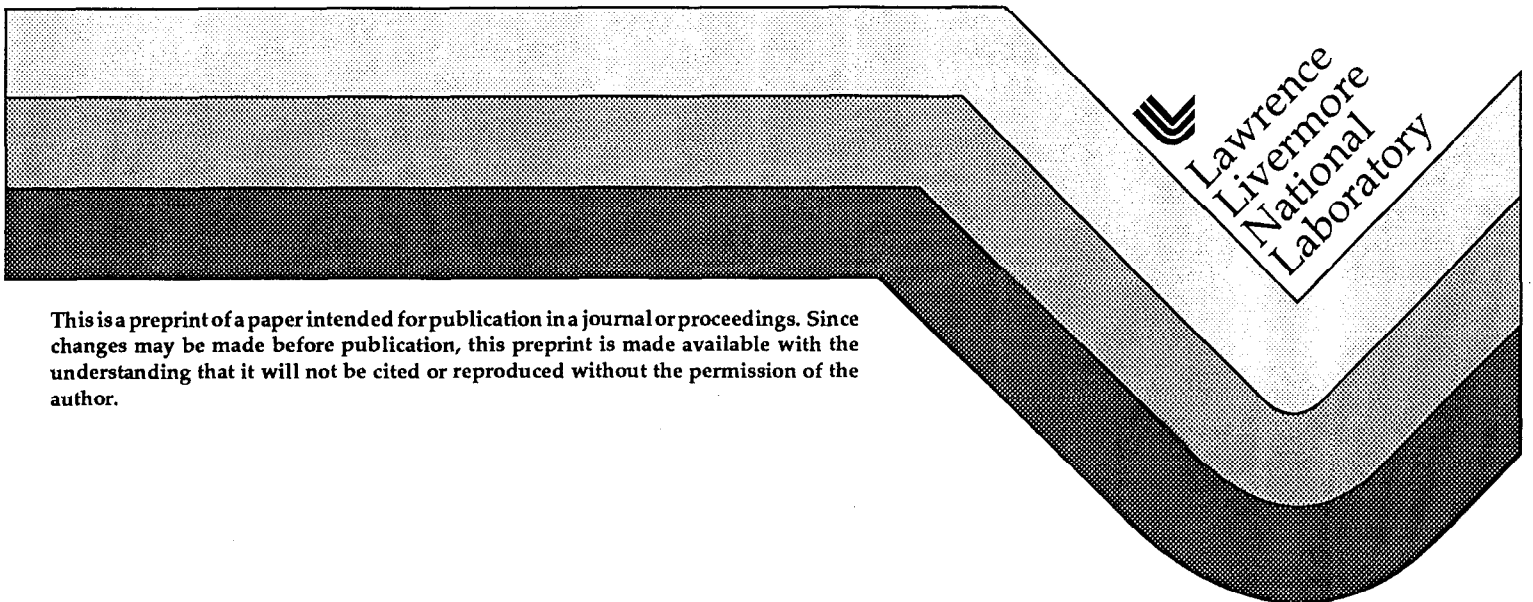 Lawrence
Livermore
National
Laboratory
This is a preprint of a paper intended for publication in a journal or proceedings. Since
changes may be made before publication, this preprint is made available with the
understanding that it will not be cited or reproduced without the permission of the
author.